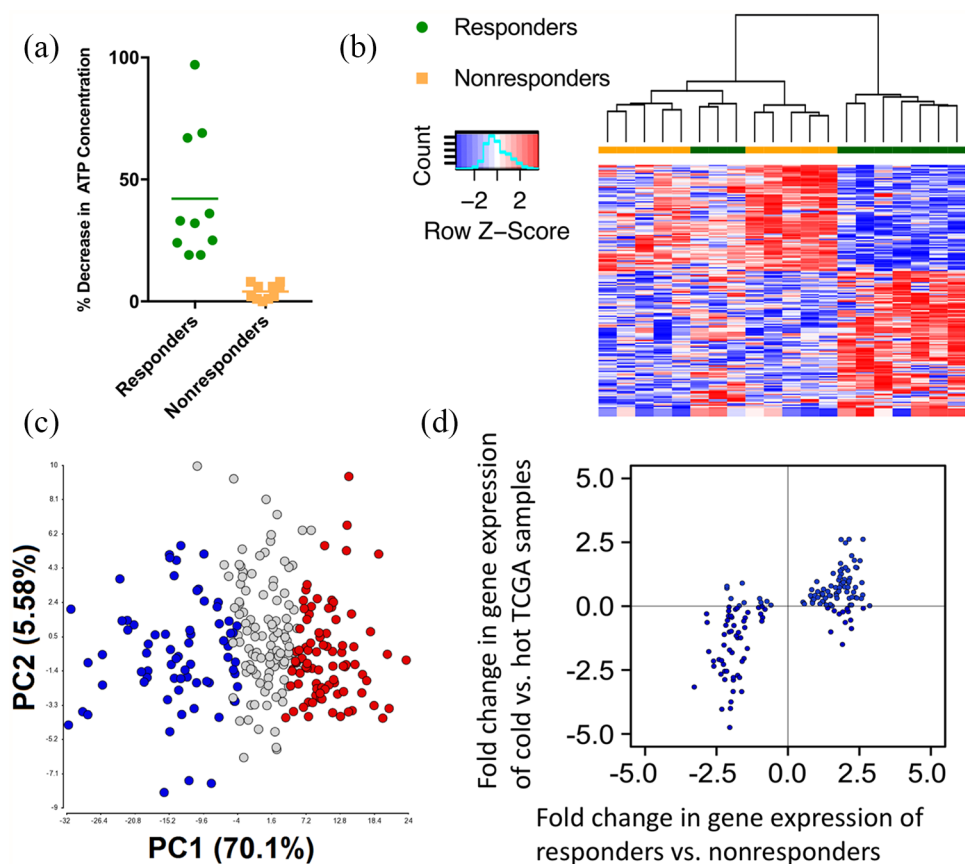 (a)
100
50
0
% Decrease in ATP Concentration
Responders
Nonresponders
(b)
Responders
Nonresponders
Count
−2
2
Row Z−Score
(c)
10
8.1
6.2
4.3
2.4
0.5
-1.4
-3.3
-5.2
-7.1
-9
PC2 (5.58%)
-32
-26.4
-20.8
-15.2
-9.6
-4
1.6
7.2
12.8
18.4
24
PC1 (70.1%)
(d)
Fold change in gene expression
of cold vs. hot TCGA samples
5.0
2.5
0.0
-2.5
-5.0
-5.0
-2.5
0.0
2.5
5.0
Fold change in gene expression of
responders vs. nonresponders